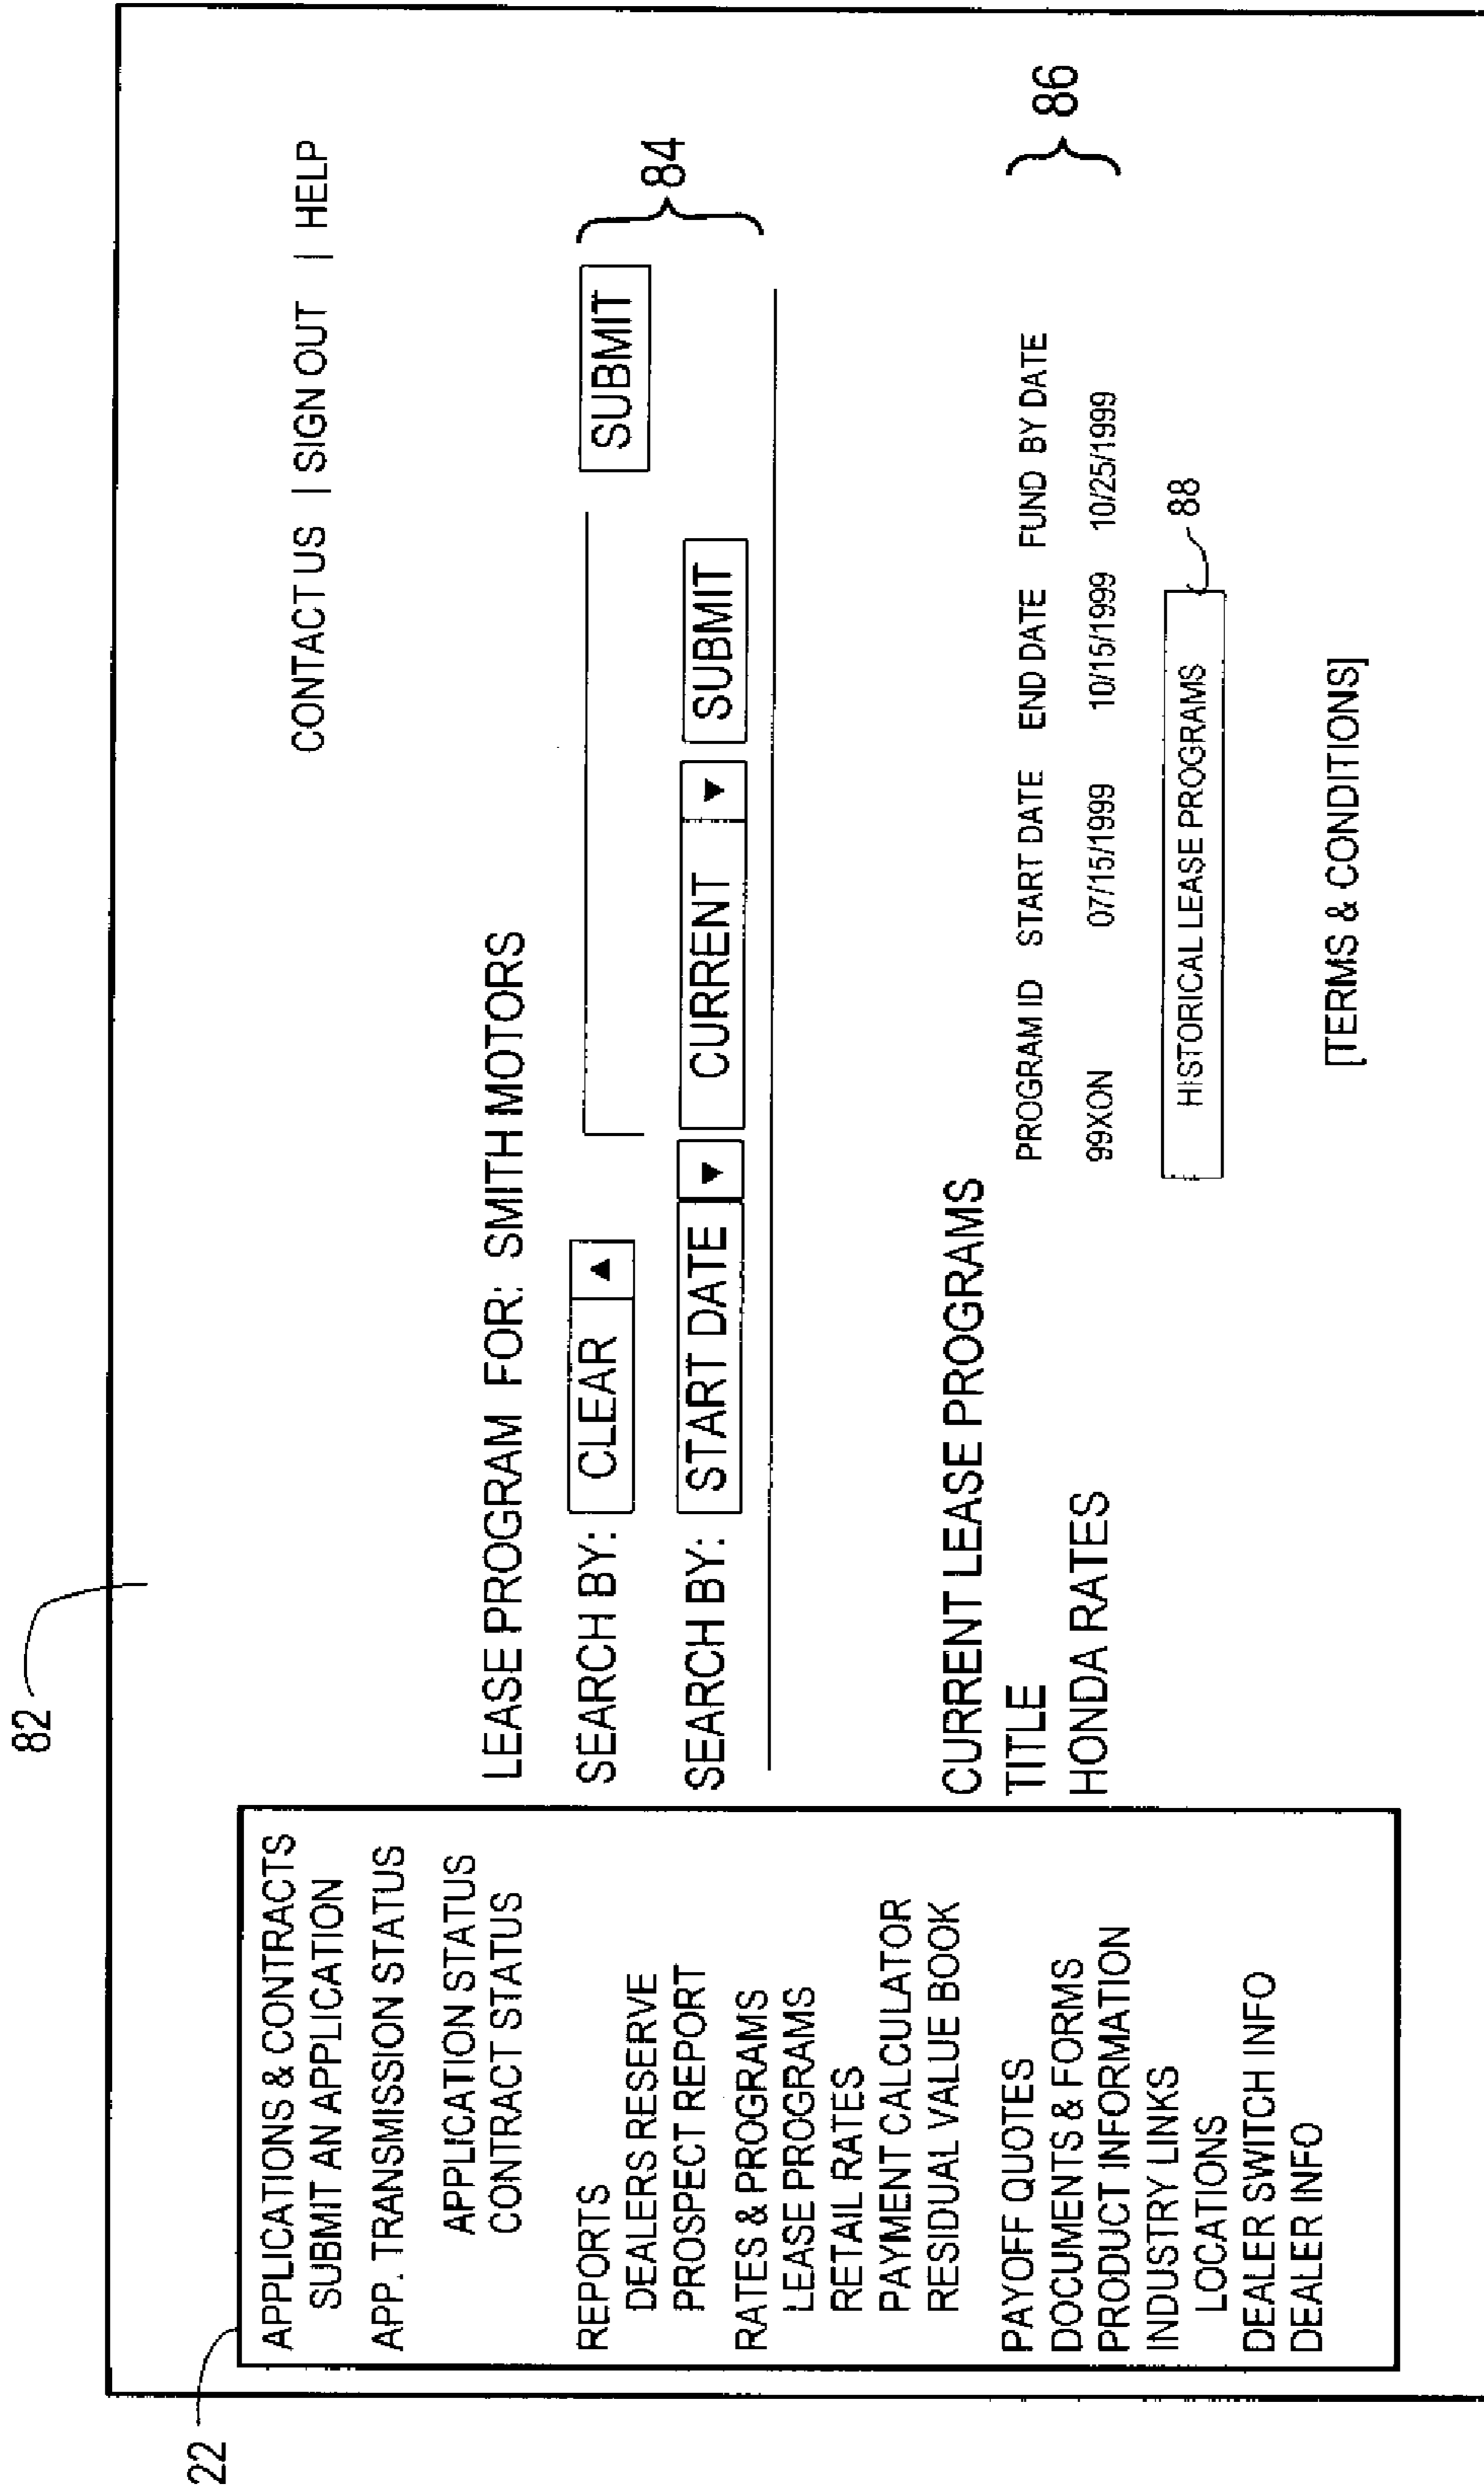 82
22
CONTACT US | SIGN OUT | HELP
APPLICATIONS & CONTRACTS
SUBMIT AN APPLICATION
APP. TRANSMISSION STATUS
APPLICATION STATUS
CONTRACT STATUS
REPORTS
DEALERS RESERVE
PROSPECT REPORT
RATES & PROGRAMS
LEASE PROGRAMS
RETAIL RATES
PAYMENT CALCULATOR
RESIDUAL VALUE BOOK
PAYOFF QUOTES
DOCUMENTS & FORMS
PRODUCT INFORMATION
INDUSTRY LINKS
LOCATIONS
DEALER SWITCH INFO
DEALER INFO
LEASE PROGRAM FOR: SMITH MOTORS
SEARCH BY: CLEAR ▲ SUBMIT
SEARCH BY: START DATE ▼ CURRENT ▼ SUBMIT
84
CURRENT LEASE PROGRAMS
TITLE PROGRAM ID START DATE END DATE FUND BY DATE
HONDA RATES 99XON 07/15/1999 10/15/1999 10/25/1999
86
HISTORICAL LEASE PROGRAMS
88
[TERMS & CONDITIONS]